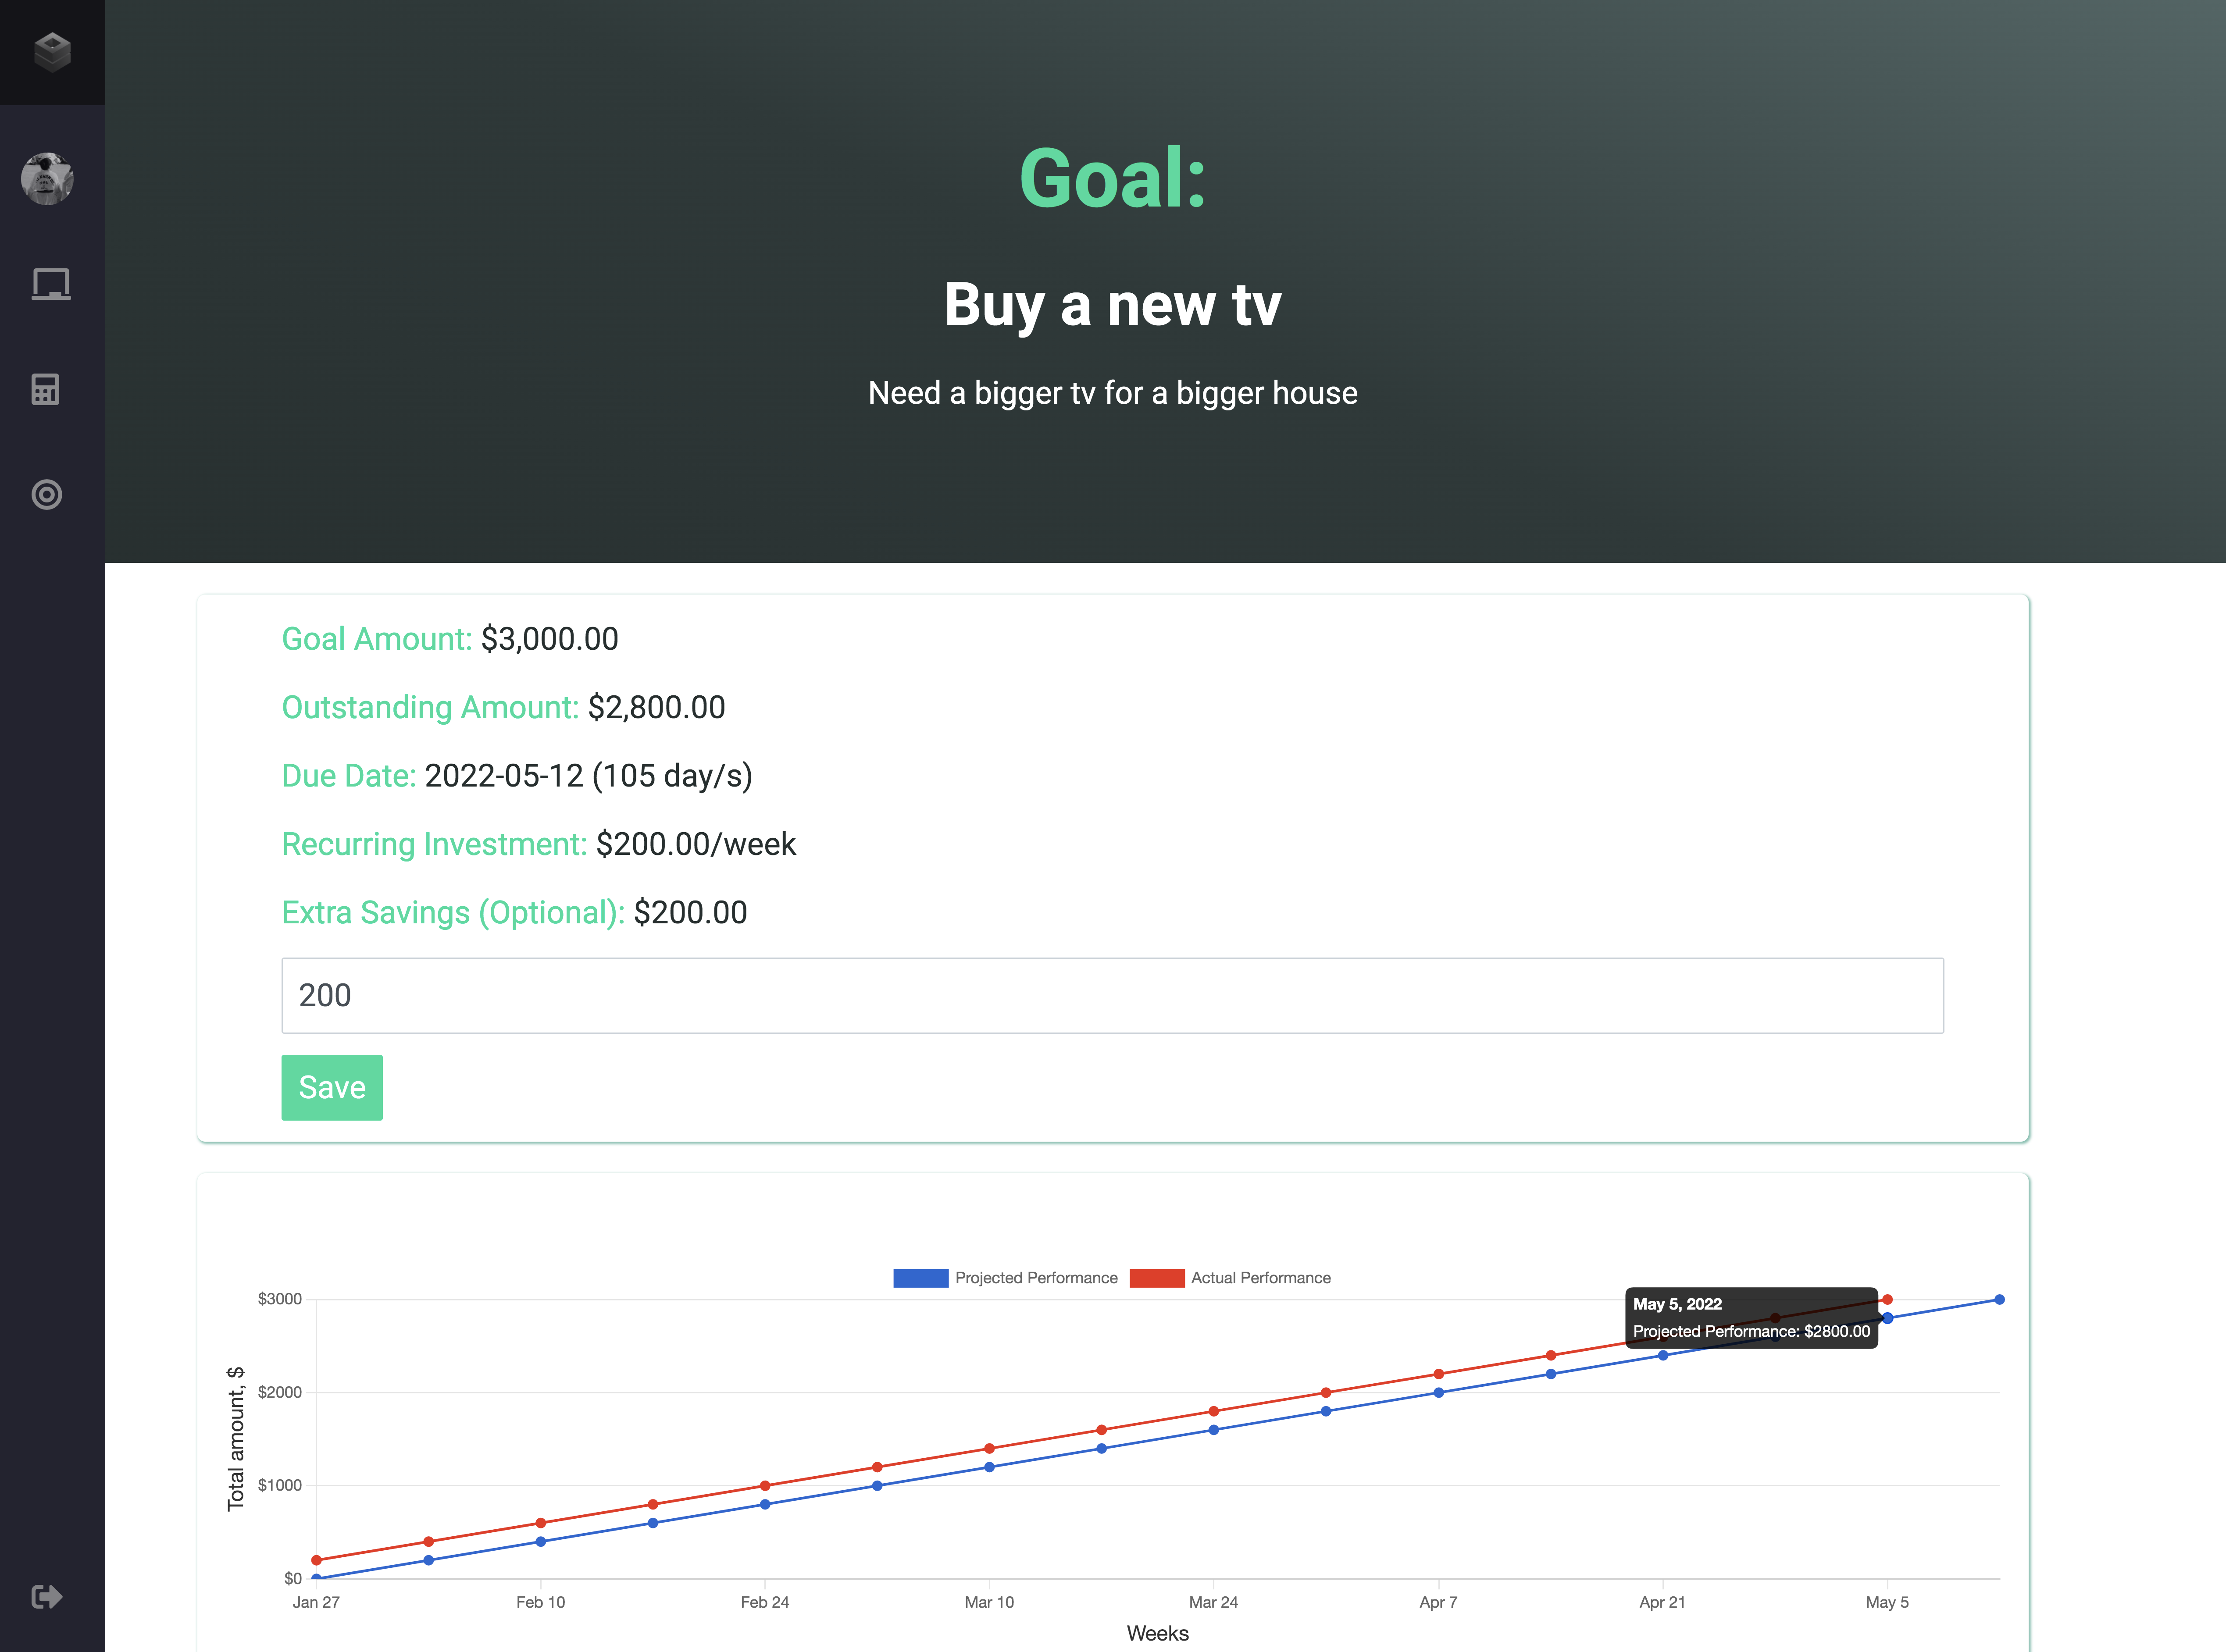 Goal:
Buy a new tv
Need a bigger tv for a bigger house
Goal Amount: $3,000.00
Outstanding Amount: $2,800.00
Due Date: 2022-05-12 (105 day/s)
Recurring Investment: $200.00/week
Extra Savings (Optional): $200.00
200
Save
Projected Performance Actual Performance
$3000
May 5, 2022
Projected Performance: $2800.00
$2000
Total amount, $
$1000
$0
Jan 27 Feb 10 Feb 24 Mar 10 Mar 24 Apr 7 Apr 21 May 5
Weeks